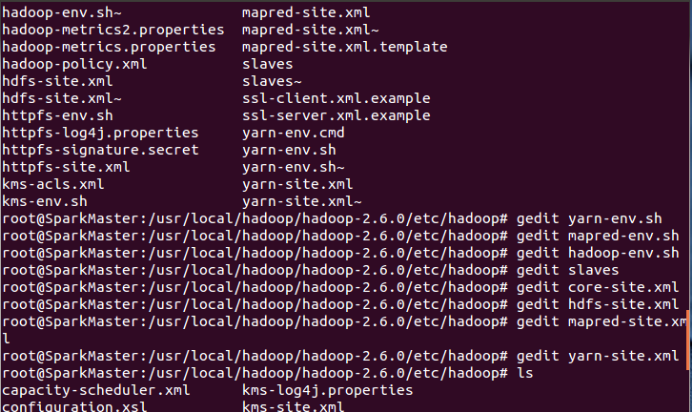 hadoop-env.sh~ mapred-site.xml
hadoop-metrics2.properties mapred-site.xml~
hadoop-metrics.properties mapred-site.xml.template
hadoop-policy.xml slaves
hdfs-site.xml slaves~
hdfs-site.xml~ ssl-client.xml.example
httpfs-env.sh ssl-server.xml.example
httpfs-log4j.properties yarn-env.cmd
httpfs-signature.secret yarn-env.sh
httpfs-site.xml yarn-env.sh~
kms-acls.xml yarn-site.xml
kms-env.sh yarn-site.xml~
root@SparkMaster:/usr/local/hadoop/hadoop-2.6.0/etc/hadoop# gedit yarn-env.sh
root@SparkMaster:/usr/local/hadoop/hadoop-2.6.0/etc/hadoop# gedit mapred-env.sh
root@SparkMaster:/usr/local/hadoop/hadoop-2.6.0/etc/hadoop# gedit hadoop-env.sh
root@SparkMaster:/usr/local/hadoop/hadoop-2.6.0/etc/hadoop# gedit slaves
root@SparkMaster:/usr/local/hadoop/hadoop-2.6.0/etc/hadoop# gedit core-site.xml
root@SparkMaster:/usr/local/hadoop/hadoop-2.6.0/etc/hadoop# gedit hdfs-site.xml
root@SparkMaster:/usr/local/hadoop/hadoop-2.6.0/etc/hadoop# gedit mapred-site.xm
l
root@SparkMaster:/usr/local/hadoop/hadoop-2.6.0/etc/hadoop# gedit yarn-site.xml
root@SparkMaster:/usr/local/hadoop/hadoop-2.6.0/etc/hadoop# ls
capacity-scheduler.xml kms-log4j.properties
configuration.xsl kms-site.xml